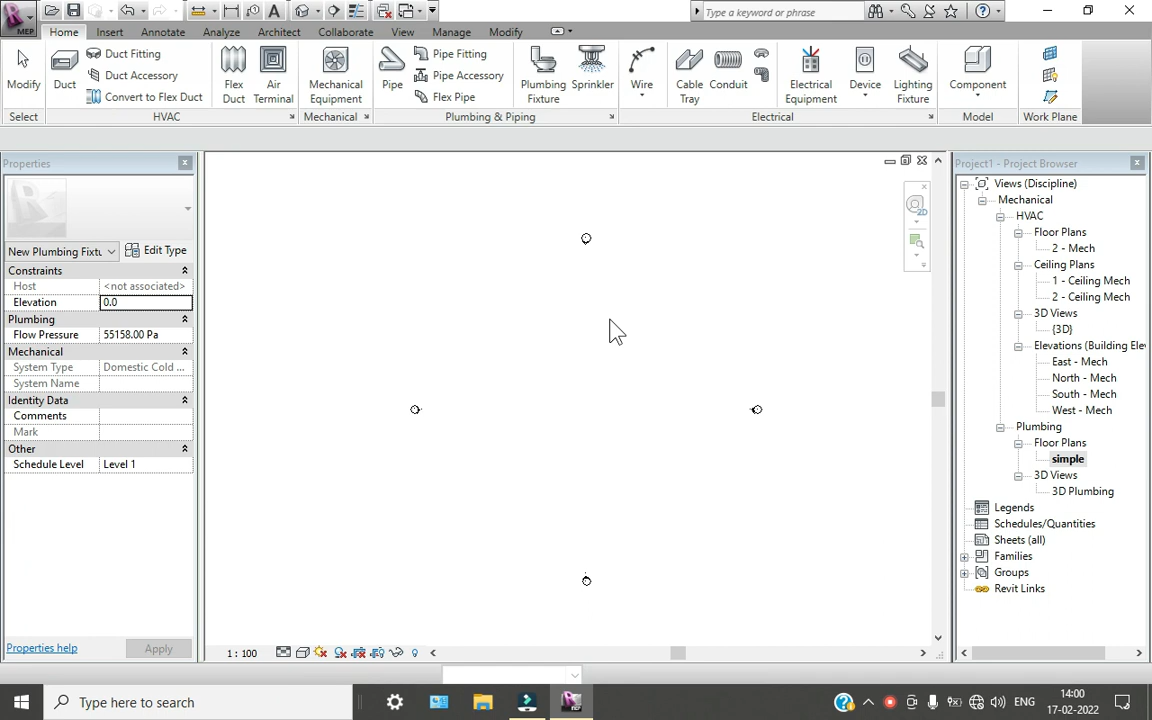 Type a keyword or phrase
MEP
Home Insert Annotate Analyze Architect Collaborate View Manage Modify
Modify
Duct
Duct Fitting
Duct Accessory
Convert to Flex Duct
Flex Duct
Air Terminal
Mechanical Equipment
Pipe
Pipe Fitting
Pipe Accessory
Flex Pipe
Plumbing Fixture
Sprinkler
Wire
Cable Tray
Conduit
Electrical Equipment
Device
Lighting Fixture
Component
Select HVAC Mechanical Plumbing & Piping Electrical Model Work Plane
Properties
New Plumbing Fixtu
Edit Type
Constraints
Host <not associated>
Elevation 0.0
Plumbing
Flow Pressure 55158.00 Pa
Mechanical
System Type Domestic Cold ...
System Name
Identity Data
Comments
Mark
Other
Schedule Level Level 1
Properties help
Apply
2D
1 : 100
Project1 - Project Browser
Views (Discipline)
Mechanical
HVAC
Floor Plans
2 - Mech
Ceiling Plans
1 - Ceiling Mech
2 - Ceiling Mech
3D Views
{3D}
Elevations (Building Ele
East - Mech
North - Mech
South - Mech
West - Mech
Plumbing
Floor Plans
simple
3D Views
3D Plumbing
Legends
Schedules/Quantities
Sheets (all)
Families
Groups
Revit Links
Type here to search
ENG
14:00
17-02-2022